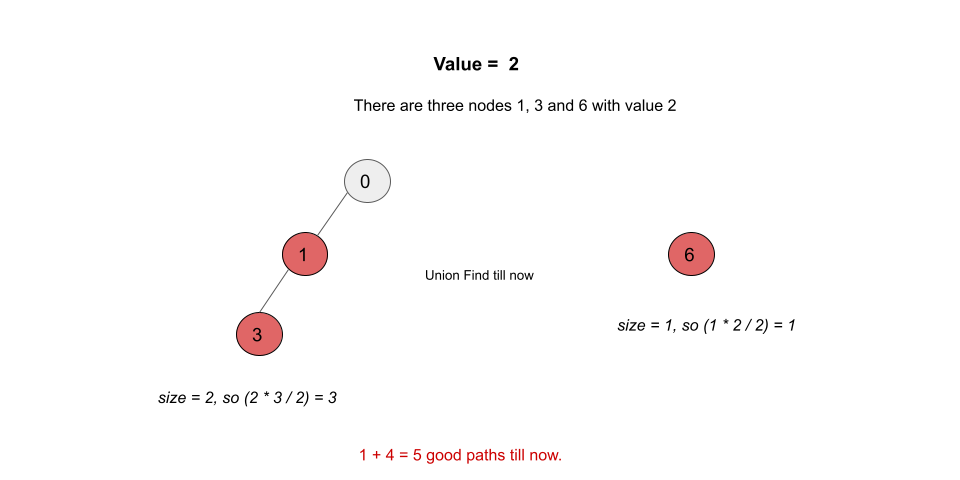 Value = 2
There are three nodes 1, 3 and 6 with value 2
0
1
6
Union Find till now
size = 1, so (1 * 2 / 2) = 1
3
size = 2, so (2 * 3 / 2) = 3
1 + 4 = 5 good paths till now.